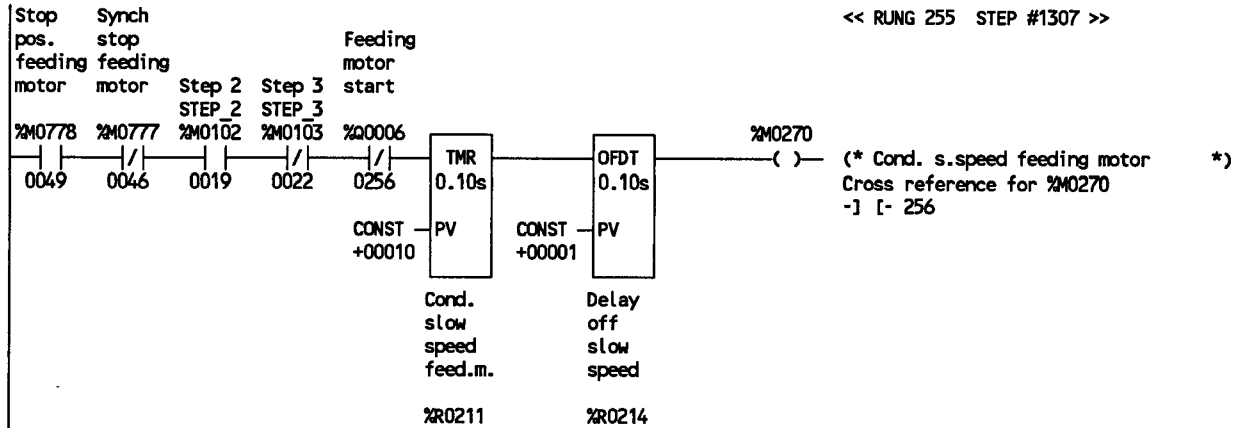 Stop Synch << RUNG 255 STEP #1307 >>
pos. stop Feeding
feeding feeding motor
motor motor Step 2 Step 3 start
STEP_2 STEP_3
%M0778 %M0777 %M0102 %M0103 %Q0006 %M0270
TMR OFDT (* Cond. s.speed feeding motor *)
0049 0046 0019 0022 0256 0.10s 0.10s Cross reference for %M0270
-] [- 256
CONST PV CONST PV
+00010 +00001
Cond. Delay
slow off
speed slow
feed.m. speed
%R0211 %R0214